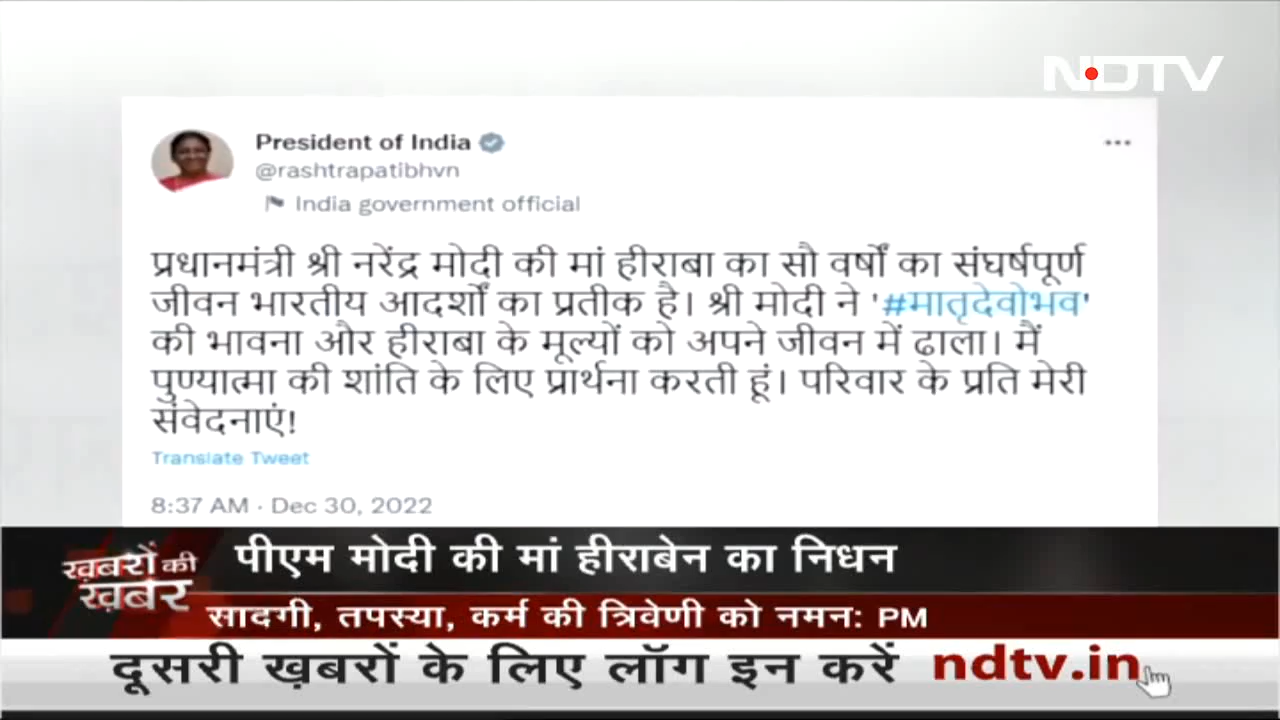 NDTV
President of India
@rashtrapatibhvn
India government official
प्रधानमंत्री श्री नरेंद्र मोदी की मां हीराबा का सौ वर्षों का संघर्षपूर्ण
जीवन भारतीय आदर्शों का प्रतीक है। श्री मोदी ने '#मातृदेवोभव'
की भावना और हीराबा के मूल्यों को अपने जीवन में ढाला। मैं
पुण्यात्मा की शांति के लिए प्रार्थना करती हूं। परिवार के प्रति मेरी
संवेदनाएं!
Translate Tweet
8:37 AM · Dec 30, 2022
ख़बरों की
ख़बर
पीएम मोदी की मां हीराबेन का निधन
सादगी, तपस्या, कर्म की त्रिवेणी को नमन: PM
दूसरी ख़बरों के लिए लॉग इन करें ndtv.in